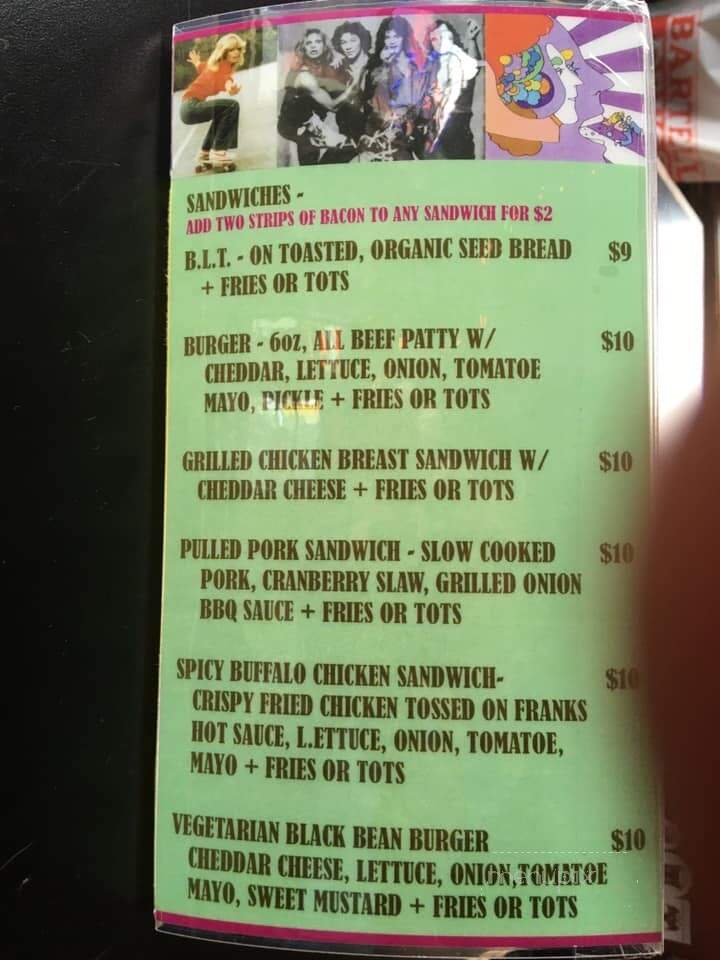 SANDWICHES -
ADD TWO STRIPS OF BACON TO ANY SANDWICH FOR $2
B.L.T. - ON TOASTED, ORGANIC SEED BREAD $9
+ FRIES OR TOTS
BURGER - 6OZ, ALL BEEF PATTY W/ $10
CHEDDAR, LETTUCE, ONION, TOMATOE
MAYO, PICKLE + FRIES OR TOTS
GRILLED CHICKEN BREAST SANDWICH W/ $10
CHEDDAR CHEESE + FRIES OR TOTS
PULLED PORK SANDWICH - SLOW COOKED $10
PORK, CRANBERRY SLAW, GRILLED ONION
BBQ SAUCE + FRIES OR TOTS
SPICY BUFFALO CHICKEN SANDWICH- $10
CRISPY FRIED CHICKEN TOSSED ON FRANKS
HOT SAUCE, L.ETTUCE, ONION, TOMATOE,
MAYO + FRIES OR TOTS
VEGETARIAN BLACK BEAN BURGER $10
CHEDDAR CHEESE, LETTUCE, ONION,TOMATOE
MAYO, SWEET MUSTARD + FRIES OR TOTS
menupix